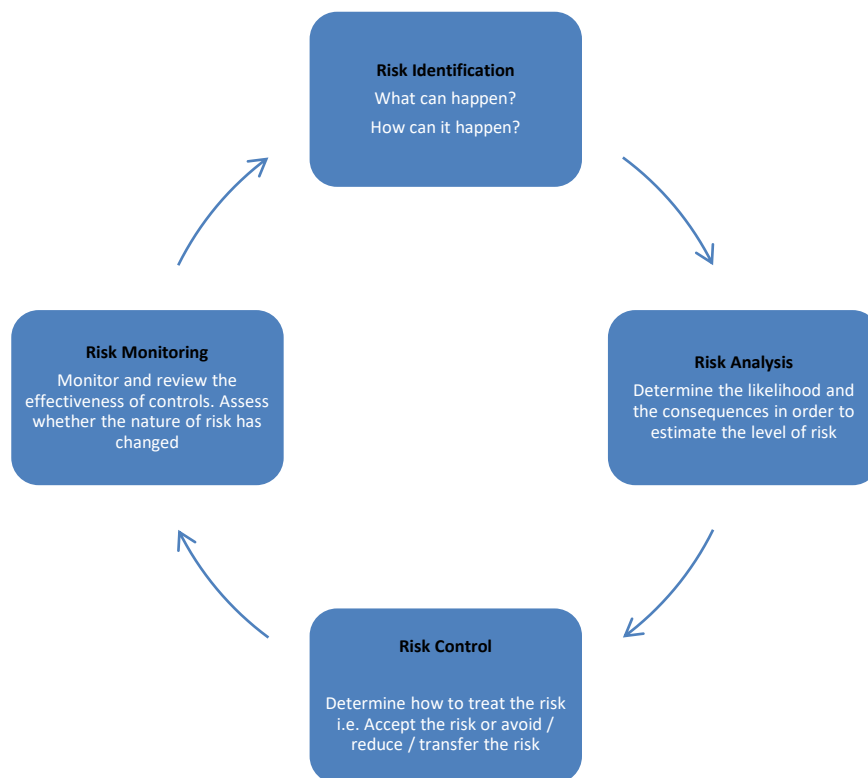 Risk Identification
What can happen?
How can it happen?
Risk Analysis
Determine the likelihood and
the consequences in order to
estimate the level of risk
Risk Control
Determine how to treat the risk
i.e. Accept the risk or avoid /
reduce / transfer the risk
Risk Monitoring
Monitor and review the
effectiveness of controls. Assess
whether the nature of risk has
changed